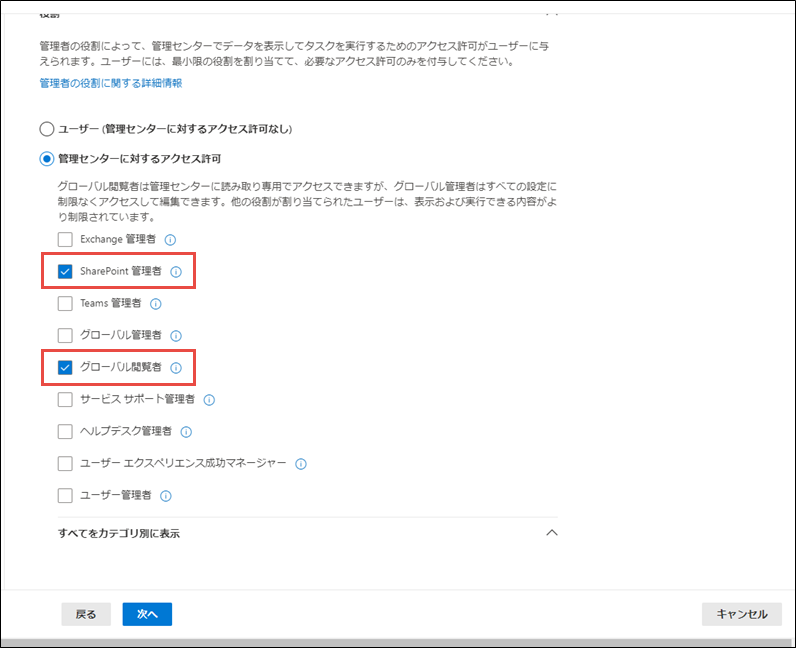 役割
管理者の役割によって、管理センターでデータを表示してタスクを実行するためのアクセス許可がユーザーに与
えられます。ユーザーには、最小限の役割を割り当てて、必要なアクセス許可のみを付与してください。
管理者の役割に関する詳細情報
ユーザー (管理センターに対するアクセス許可なし)
管理センターに対するアクセス許可
グローバル閲覧者は管理センターに読み取り専用でアクセスできますが、グローバル管理者はすべての設定に
制限なくアクセスして編集できます。他の役割が割り当てられたユーザーは、表示および実行できる内容がよ
り制限されています。
Exchange 管理者
SharePoint 管理者
Teams 管理者
グローバル管理者
グローバル閲覧者
サービス サポート管理者
ヘルプデスク管理者
ユーザー エクスペリエンス成功マネージャー
ユーザー管理者
すべてをカテゴリ別に表示
戻る 次へ キャンセル